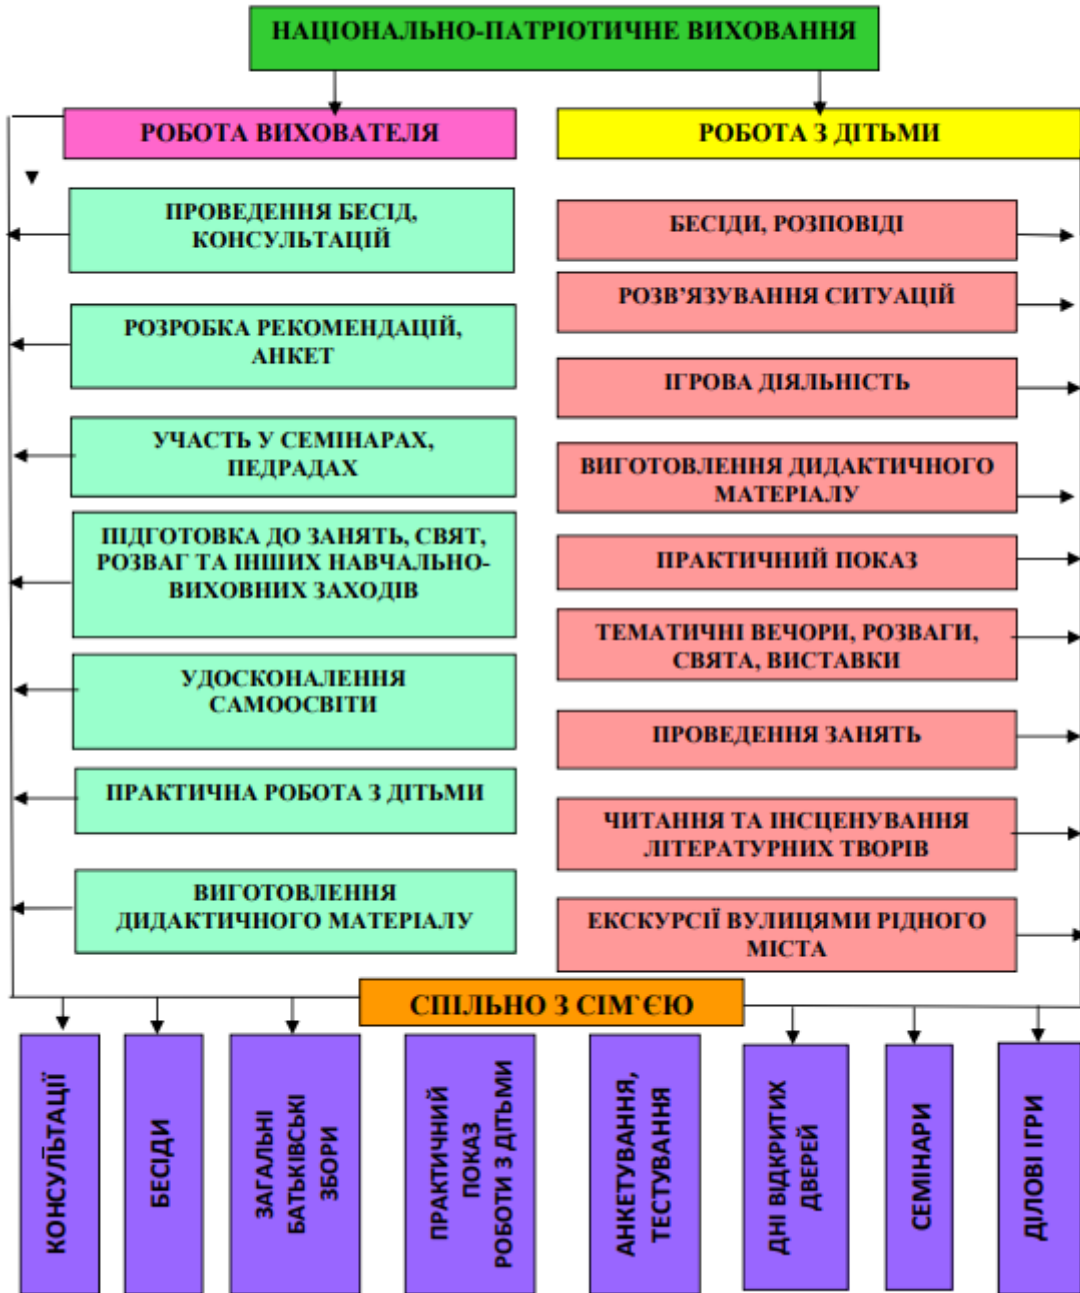 НАЦІОНАЛЬНО-ПАТРІОТИЧНЕ ВИХОВАННЯ
РОБОТА ВИХОВАТЕЛЯ
ПРОВЕДЕННЯ БЕСІД,
КОНСУЛЬТАЦІЙ
РОЗРОБКА РЕКОМЕНДАЦІЙ,
АНКЕТ
УЧАСТЬ У СЕМІНАРАХ,
ПЕДРАДАХ
ПІДГОТОВКА ДО ЗАНЯТЬ, СВЯТ,
РОЗВАГ ТА ІНШИХ НАВЧАЛЬНО-
ВИХОВНИХ ЗАХОДІВ
УДОСКОНАЛЕННЯ
САМООСВІТИ
ПРАКТИЧНА РОБОТА З ДІТЬМИ
ВИГОТОВЛЕННЯ
ДИДАКТИЧНОГО МАТЕРІАЛУ
РОБОТА З ДІТЬМИ
БЕСІДИ, РОЗПОВІДІ
РОЗВ’ЯЗУВАННЯ СИТУАЦІЙ
ІГРОВА ДІЯЛЬНІСТЬ
ВИГОТОВЛЕННЯ ДИДАКТИЧНОГО
МАТЕРІАЛУ
ПРАКТИЧНИЙ ПОКАЗ
ТЕМАТИЧНІ ВЕЧОРИ, РОЗВАГИ,
СВЯТА, ВИСТАВКИ
ПРОВЕДЕННЯ ЗАНЯТЬ
ЧИТАННЯ ТА ІНСЦЕНУВАННЯ
ЛІТЕРАТУРНИХ ТВОРІВ
ЕКСКУРСІЇ ВУЛИЦЯМИ РІДНОГО
МІСТА
СПІЛЬНО З СІМ`ЄЮ
КОНСУЛЬТАЦІЇ
БЕСІДИ
ЗАГАЛЬНІ
БАТЬКІВСЬКІ
ЗБОРИ
ПРАКТИЧНИЙ
ПОКАЗ
РОБОТИ З ДІТЬМИ
АНКЕТУВАННЯ,
ТЕСТУВАННЯ
ДНІ ВІДКРИТИХ
ДВЕРЕЙ
СЕМІНАРИ
ДІЛОВІ ІГРИ